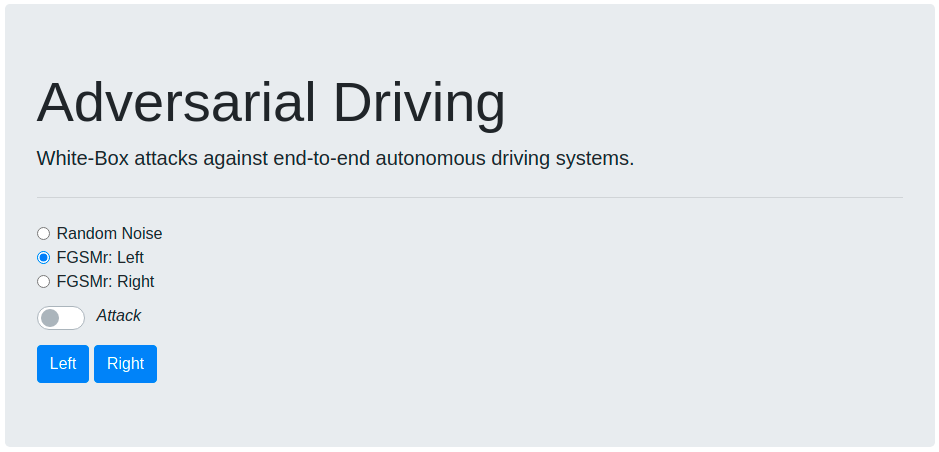 Adversarial Driving
White-Box attacks against end-to-end autonomous driving systems.
Random Noise
FGSMr: Left
FGSMr: Right
Attack
Left Right